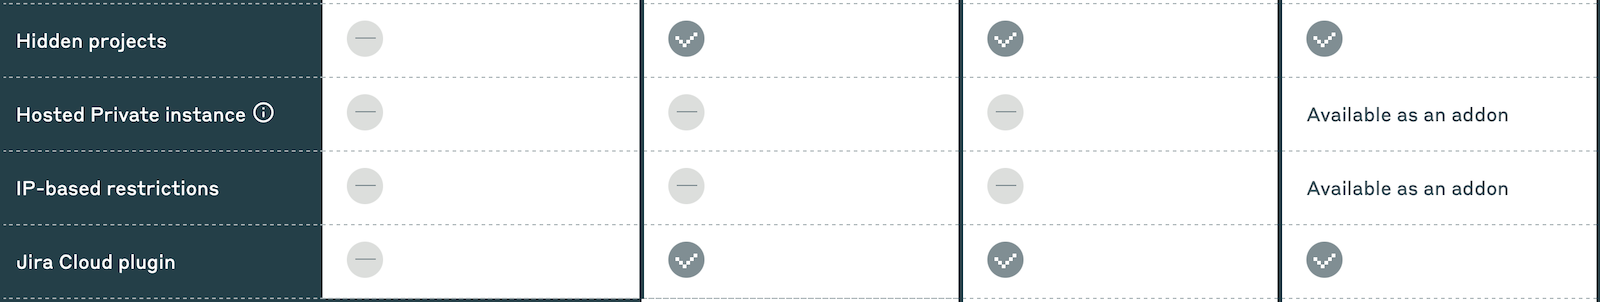 Hidden projects
Hosted Private instance
Available as an addon
IP-based restrictions
Available as an addon
Jira Cloud plugin